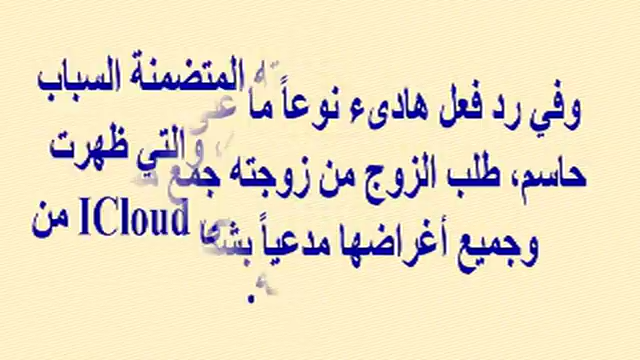 وفي رد فعل هادىء نوعاً ما المتضمنة السباب
حاسم، طلب الزوج من زوجته جمع والتي ظهرت
وجميع أغراضها مدعياً ICloud من